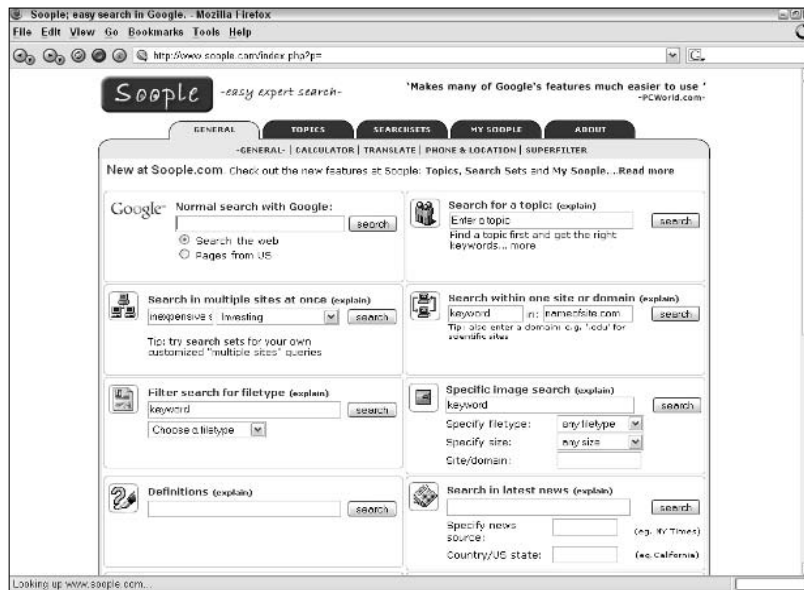 Soople; easy search in Google. - Mozilla Firefox
File Edit View Go Bookmarks Tools Help
http://www.soople.com/index.php?p=
Soople -easy expert search-
'Makes many of Google's features much easier to use '
-PCWorld.com-
GENERAL TOPICS SEARCHSETS MY SOOPLE ABOUT
-GENERAL- | CALCULATOR | TRANSLATE | PHONE & LOCATION | SUPERFILTER
New at Soople.com. Check out the new features at Soople: Topics, Search Sets and My Soople...Read more
Google™ Normal search with Google:
search
Search the web
Pages from US
Search for a topic: (explain)
Enter a topic search
Find a topic first and get the right
keywords... more
Search in multiple sites at once (explain)
inexpensive s Investing search
Tip: try search sets for your own
customized "multiple sites" queries
Search within one site or domain (explain)
keyword in: nameofsite.com search
Tip: also enter a domain: e.g. '.edu' for
scientific sites
Filter search for filetype (explain)
keyword search
Choose a filetype
Specific image search (explain)
keyword search
Specify filetype: any filetype
Specify size: any size
Site/domain:
Definitions (explain)
search
Search in latest news (explain)
search
Specify news
source: (eg. NY Times)
Country/US state: (eg. California)
Looking up www.soople.com...